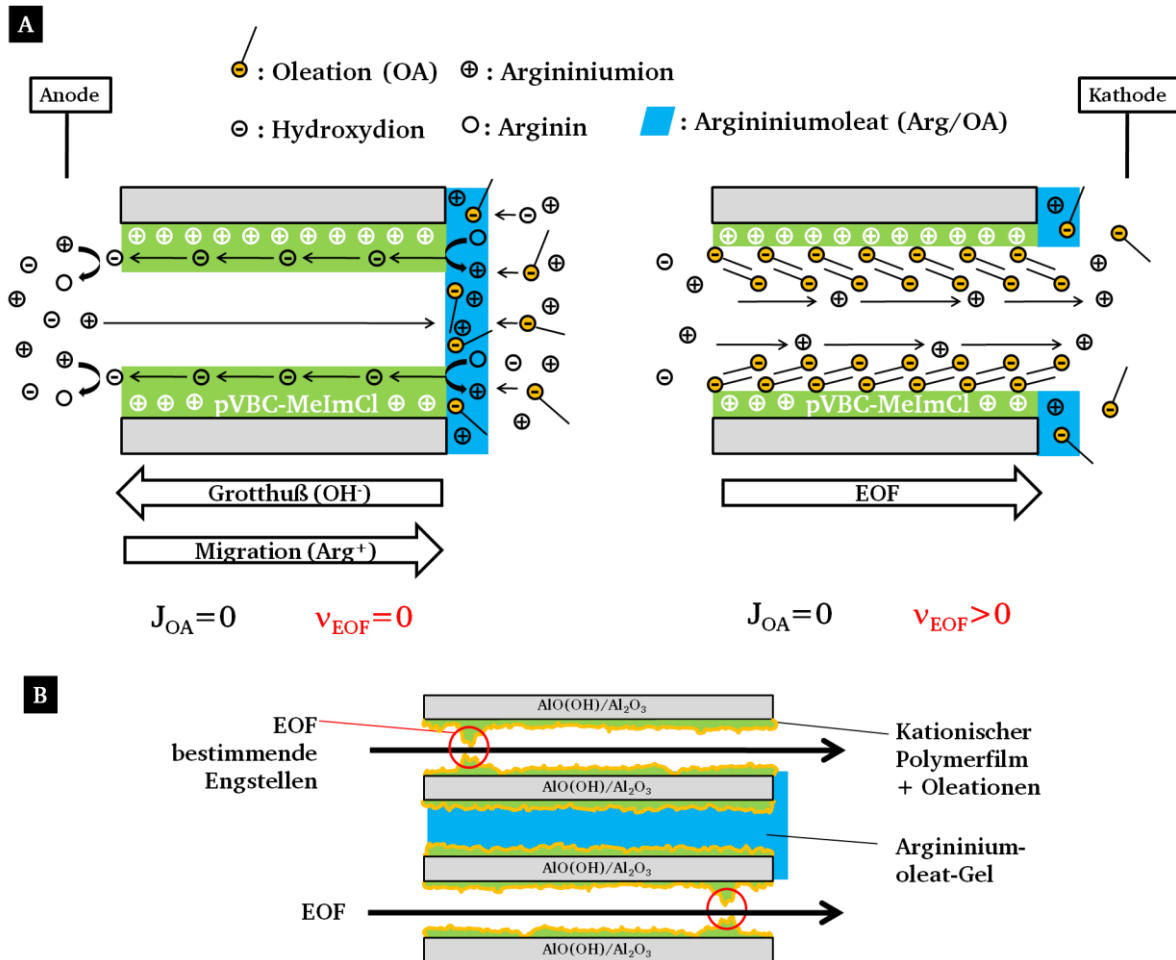 A
Anode
Kathode
⊖ : Oleation (OA) ⊕ : Argininiumion
⊖ : Hydroxydion O : Arginin : Argininiumoleat (Arg/OA)
pVBC-MeImCl
pVBC-MeImCl
Grotthuß (OH⁻)
Migration (Arg⁺)
EOF
J_OA=0 ν_EOF=0
J_OA=0 ν_EOF>0
B
EOF
bestimmende
Engstellen
AlO(OH)/Al₂O₃
AlO(OH)/Al₂O₃
AlO(OH)/Al₂O₃
AlO(OH)/Al₂O₃
Kationischer
Polymerfilm
+ Oleationen
Argininium-
oleat-Gel
EOF